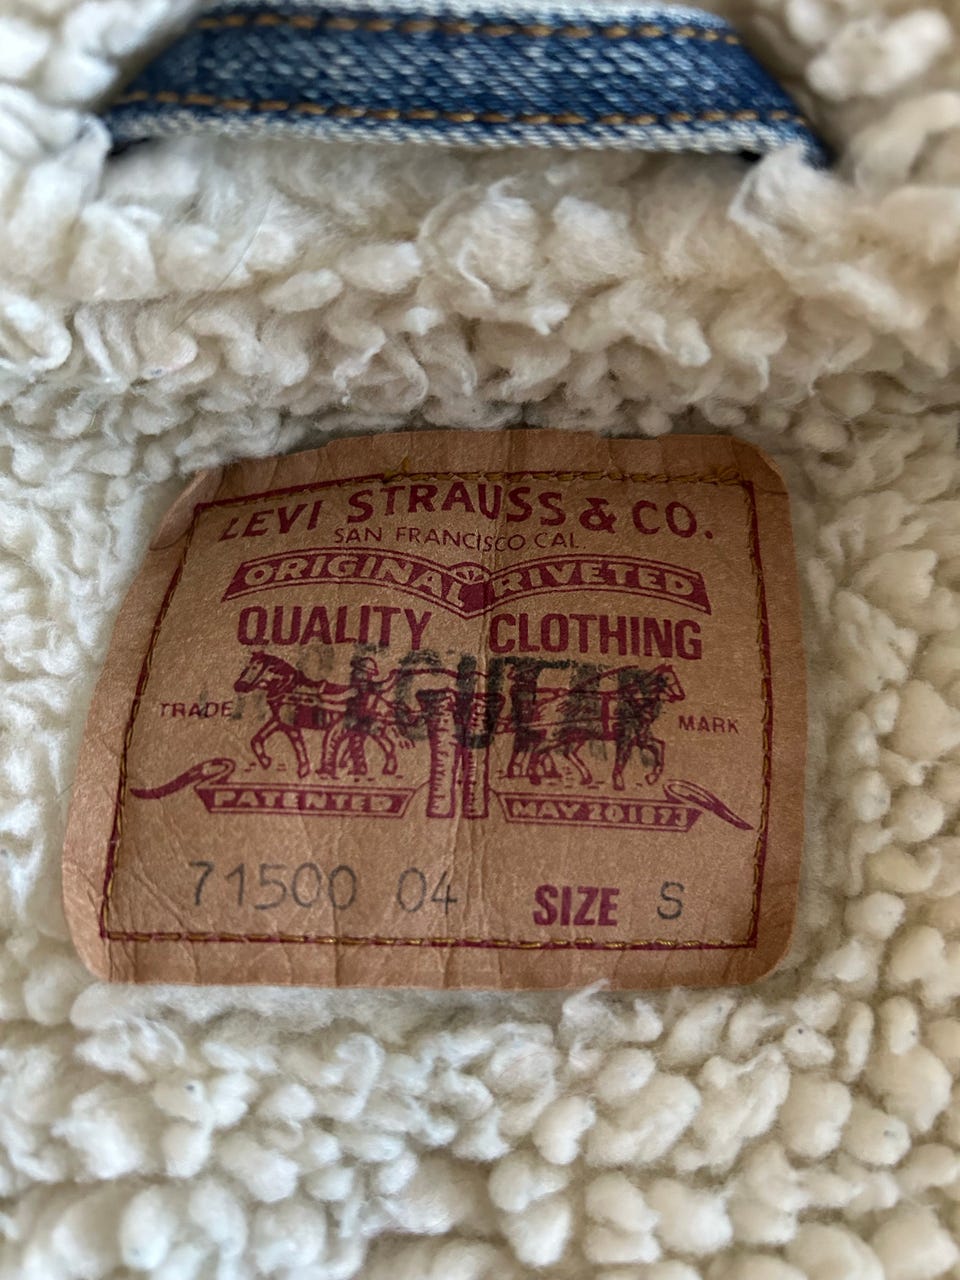 LEVI STRAUSS & CO.
SAN FRANCISCO CAL.
ORIGINAL RIVETED
QUALITY CLOTHING
TRADE MARK
PATENTED MAY 20 1873
71500 04 SIZE S